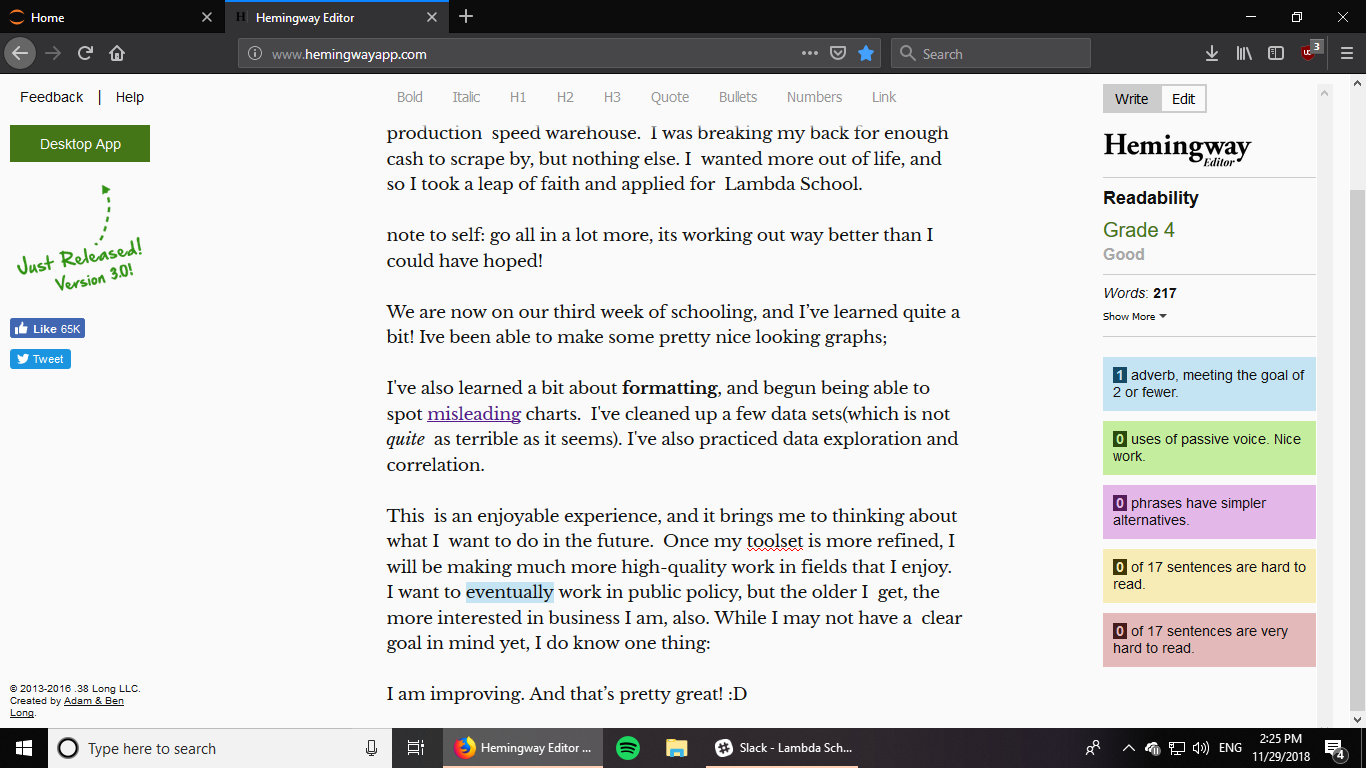 Home
H Hemingway Editor
www.hemingwayapp.com
Search
3
Feedback | Help
Bold Italic H1 H2 H3 Quote Bullets Numbers Link
Write Edit
Desktop App
Just Released!
Version 3.0!
Like 65K
Tweet
production speed warehouse. I was breaking my back for enough
cash to scrape by, but nothing else. I wanted more out of life, and
so I took a leap of faith and applied for Lambda School.
note to self: go all in a lot more, its working out way better than I
could have hoped!
We are now on our third week of schooling, and I’ve learned quite a
bit! Ive been able to make some pretty nice looking graphs;
I've also learned a bit about formatting, and begun being able to
spot misleading charts. I've cleaned up a few data sets(which is not
quite as terrible as it seems). I've also practiced data exploration and
correlation.
This is an enjoyable experience, and it brings me to thinking about
what I want to do in the future. Once my toolset is more refined, I
will be making much more high-quality work in fields that I enjoy.
I want to eventually work in public policy, but the older I get, the
more interested in business I am, also. While I may not have a clear
goal in mind yet, I do know one thing:
I am improving. And that’s pretty great! :D
Hemingway
Editor
Readability
Grade 4
Good
Words: 217
Show More
1 adverb, meeting the goal of
2 or fewer.
0 uses of passive voice. Nice
work.
0 phrases have simpler
alternatives.
0 of 17 sentences are hard to
read.
0 of 17 sentences are very
hard to read.
© 2013-2016 .38 Long LLC.
Created by Adam & Ben
Long.
Type here to search
Hemingway Editor ...
Slack - Lambda Sch...
ENG
2:25 PM
11/29/2018
4